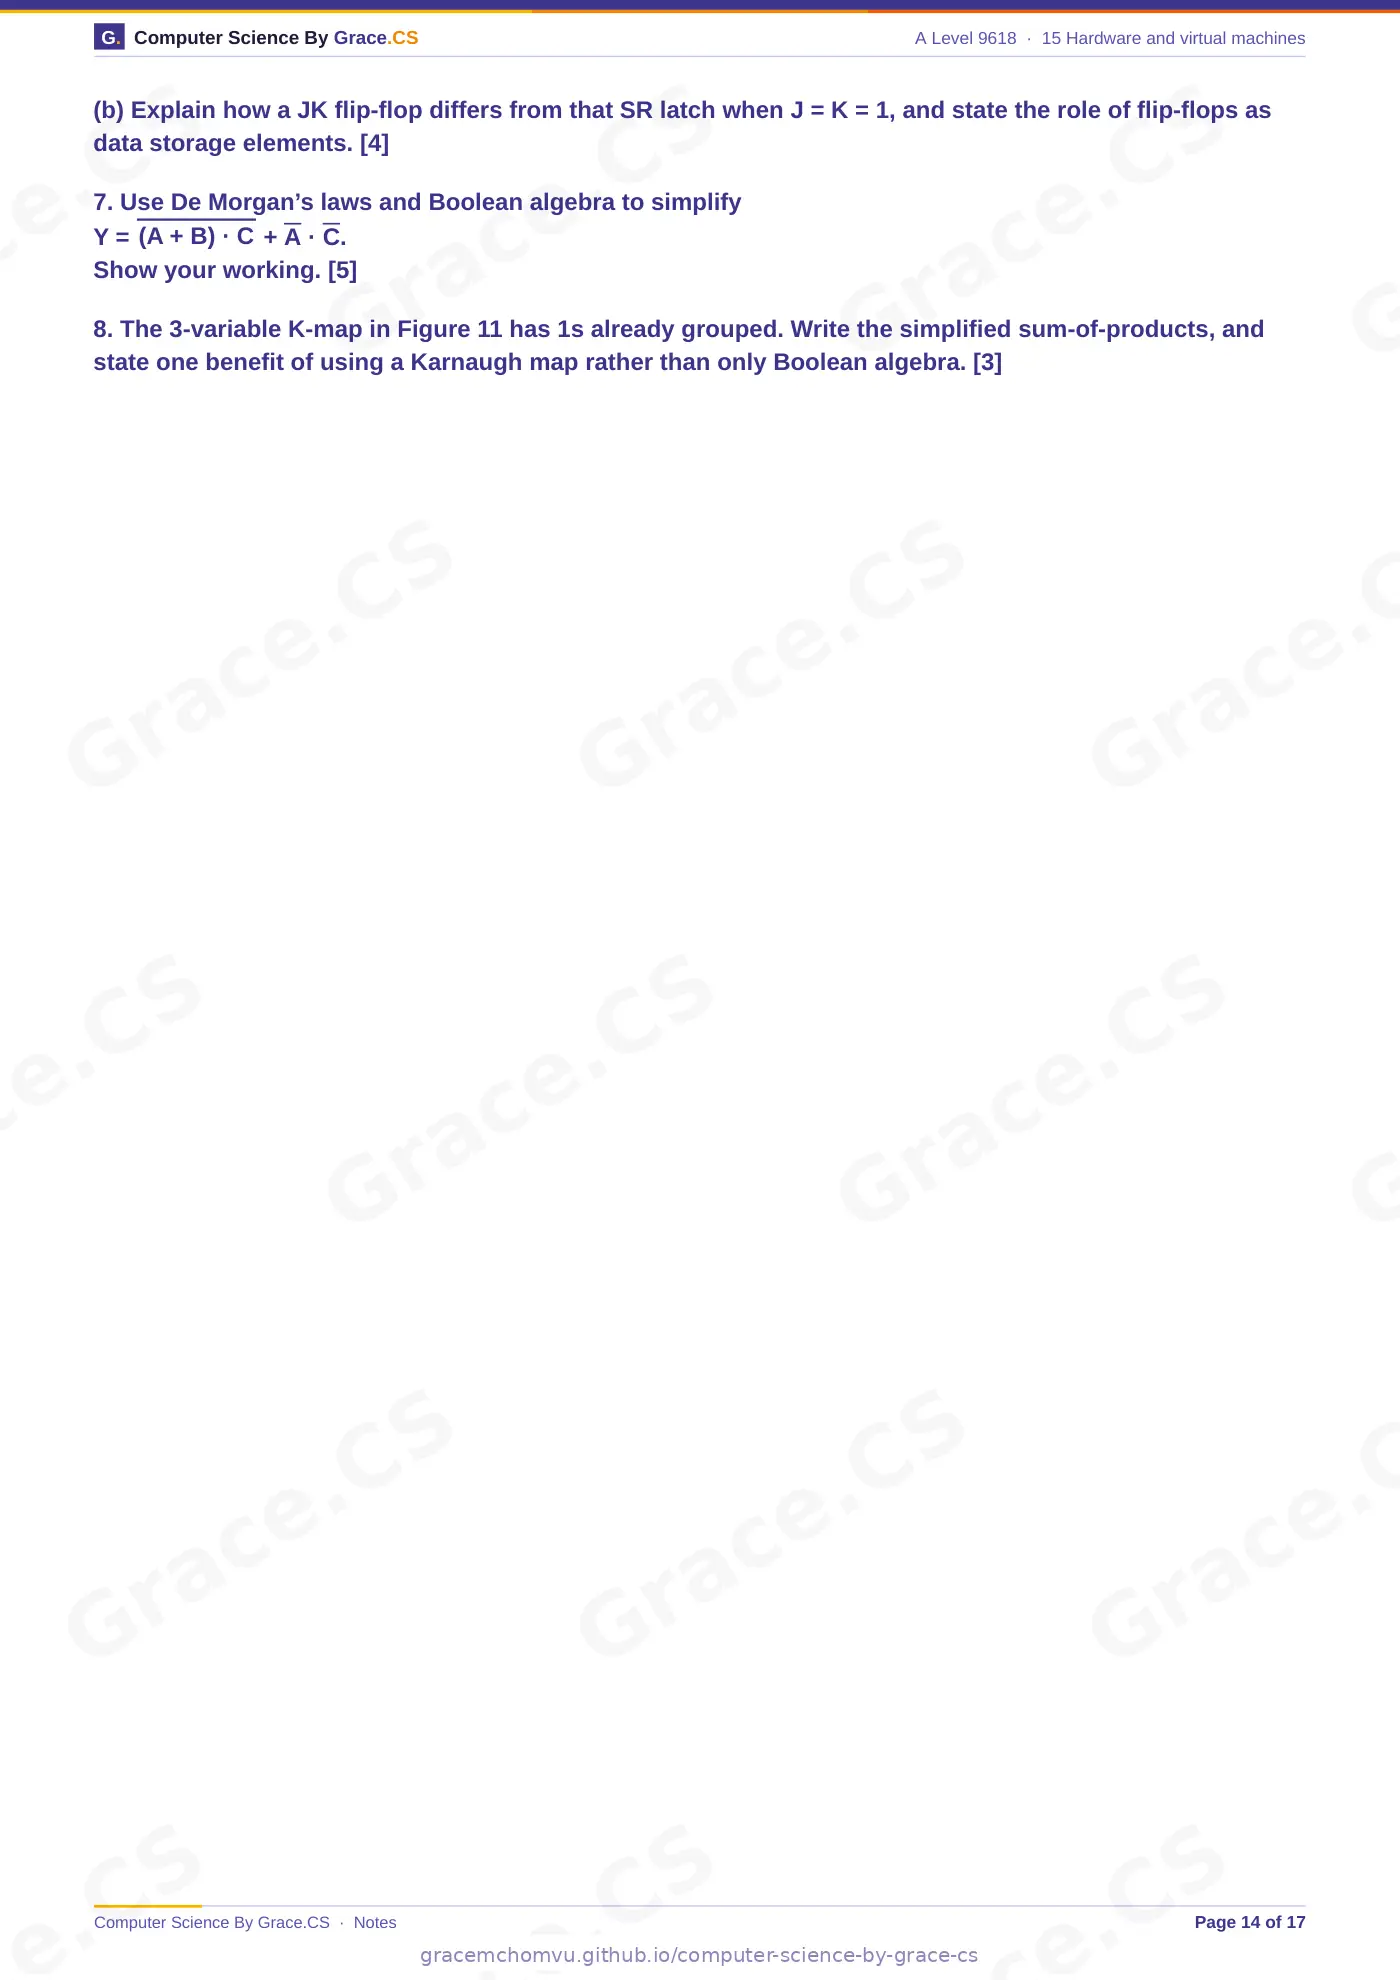 G. Computer Science By Grace.CS
A Level 9618 · 15 Hardware and virtual machines
(b) Explain how a JK flip-flop differs from that SR latch when J = K = 1, and state the role of flip-flops as
data storage elements. [4]
7. Use De Morgan’s laws and Boolean algebra to simplify
Y = \overline{(A + B) · C} + \overline{A} · \overline{C}.
Show your working. [5]
8. The 3-variable K-map in Figure 11 has 1s already grouped. Write the simplified sum-of-products, and
state one benefit of using a Karnaugh map rather than only Boolean algebra. [3]
Computer Science By Grace.CS · Notes
Page 14 of 17
gracemchomvu.github.io/computer-science-by-grace-cs